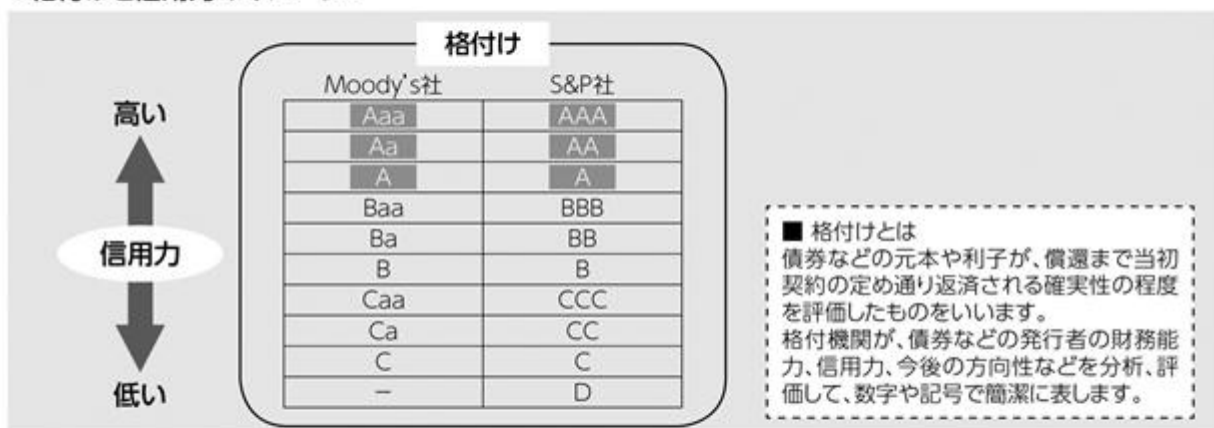 格付け
Moody's社 S&P社
高い
Aaa AAA
Aa AA
A A
Baa BBB
Ba BB
信用力
B B
Caa CCC
Ca CC
C C
低い
– D
■ 格付けとは
債券などの元本や利子が、償還まで当初
契約の定め通り返済される確実性の程度
を評価したものをいいます。
格付機関が、債券などの発行者の財務能
力、信用力、今後の方向性などを分析、評
価して、数字や記号で簡潔に表します。